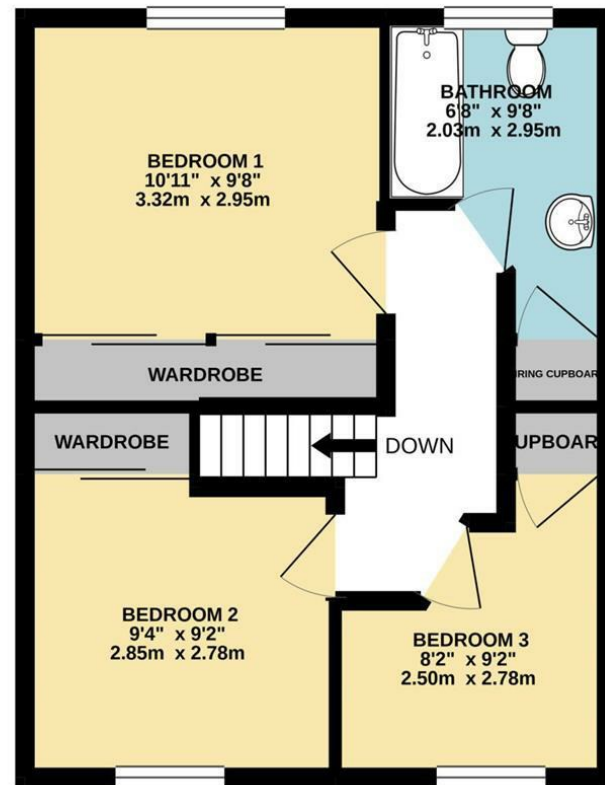 BATHROOM
6'8" x 9'8"
2.03m x 2.95m
BEDROOM 1
10'11" x 9'8"
3.32m x 2.95m
WARDROBE
IRING CUPBOAR
WARDROBE
DOWN
UPBOAR
BEDROOM 2
9'4" x 9'2"
2.85m x 2.78m
BEDROOM 3
8'2" x 9'2"
2.50m x 2.78m